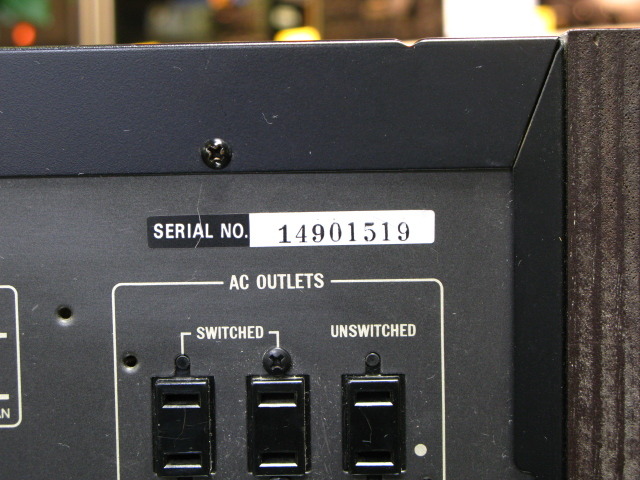 SERIAL NO. 14901519
AC OUTLETS
SWITCHED UNSWITCHED